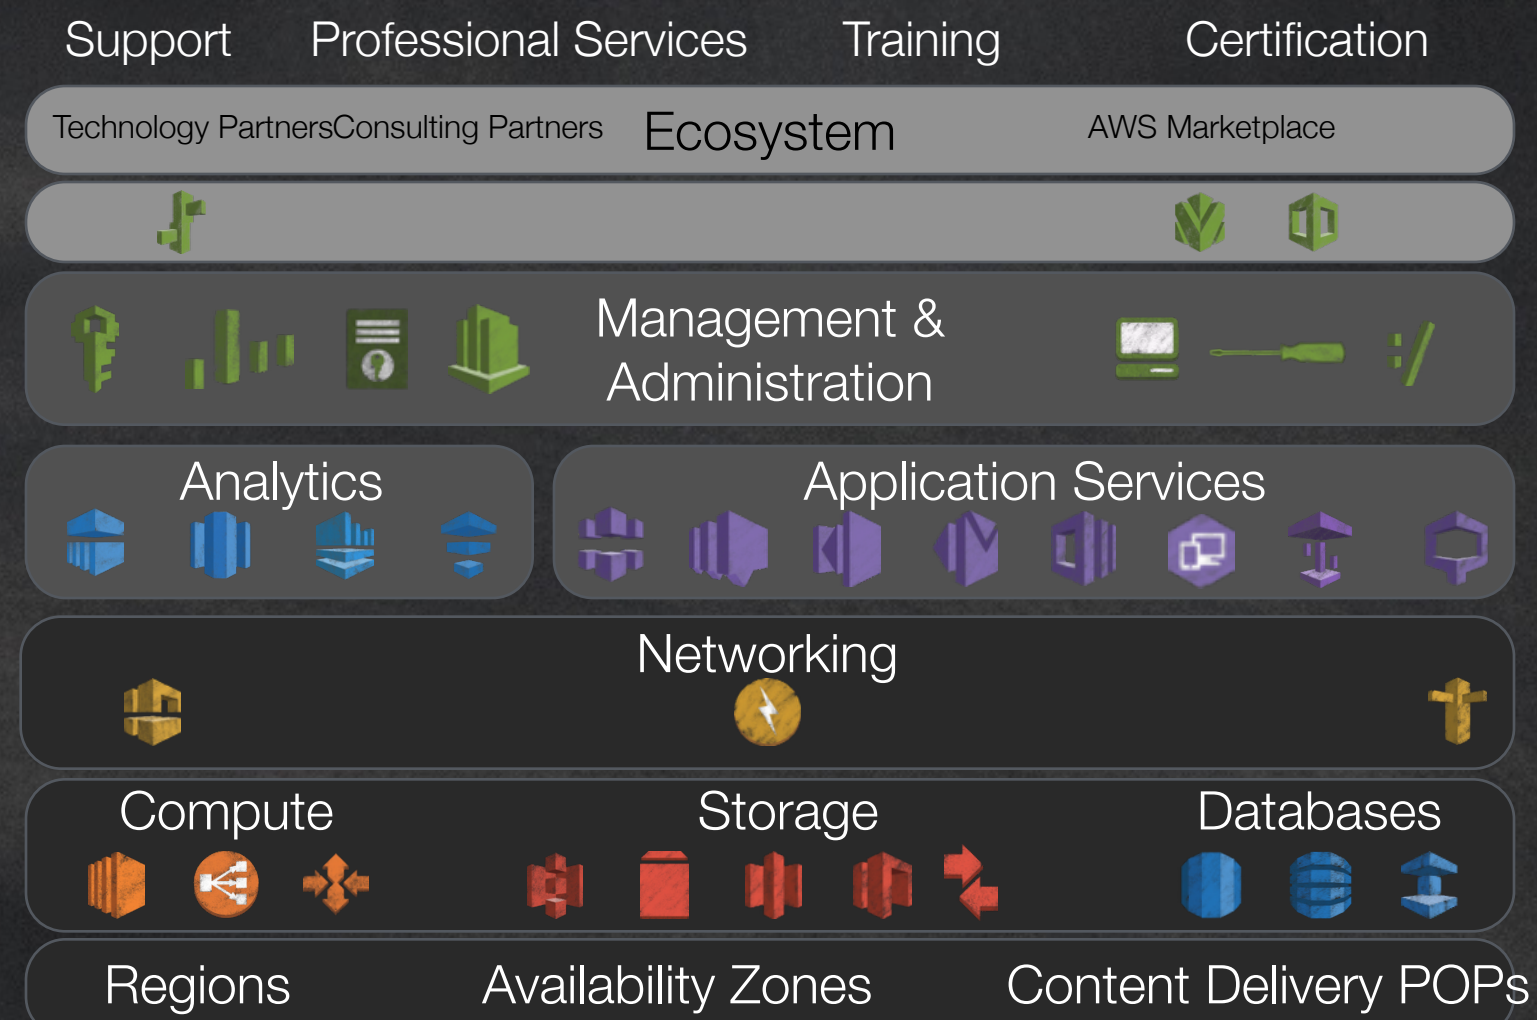 Support Professional Services Training Certification
Technology PartnersConsulting Partners Ecosystem AWS Marketplace
Management &
Administration
Analytics
Application Services
Networking
Compute Storage Databases
Regions Availability Zones Content Delivery POPs